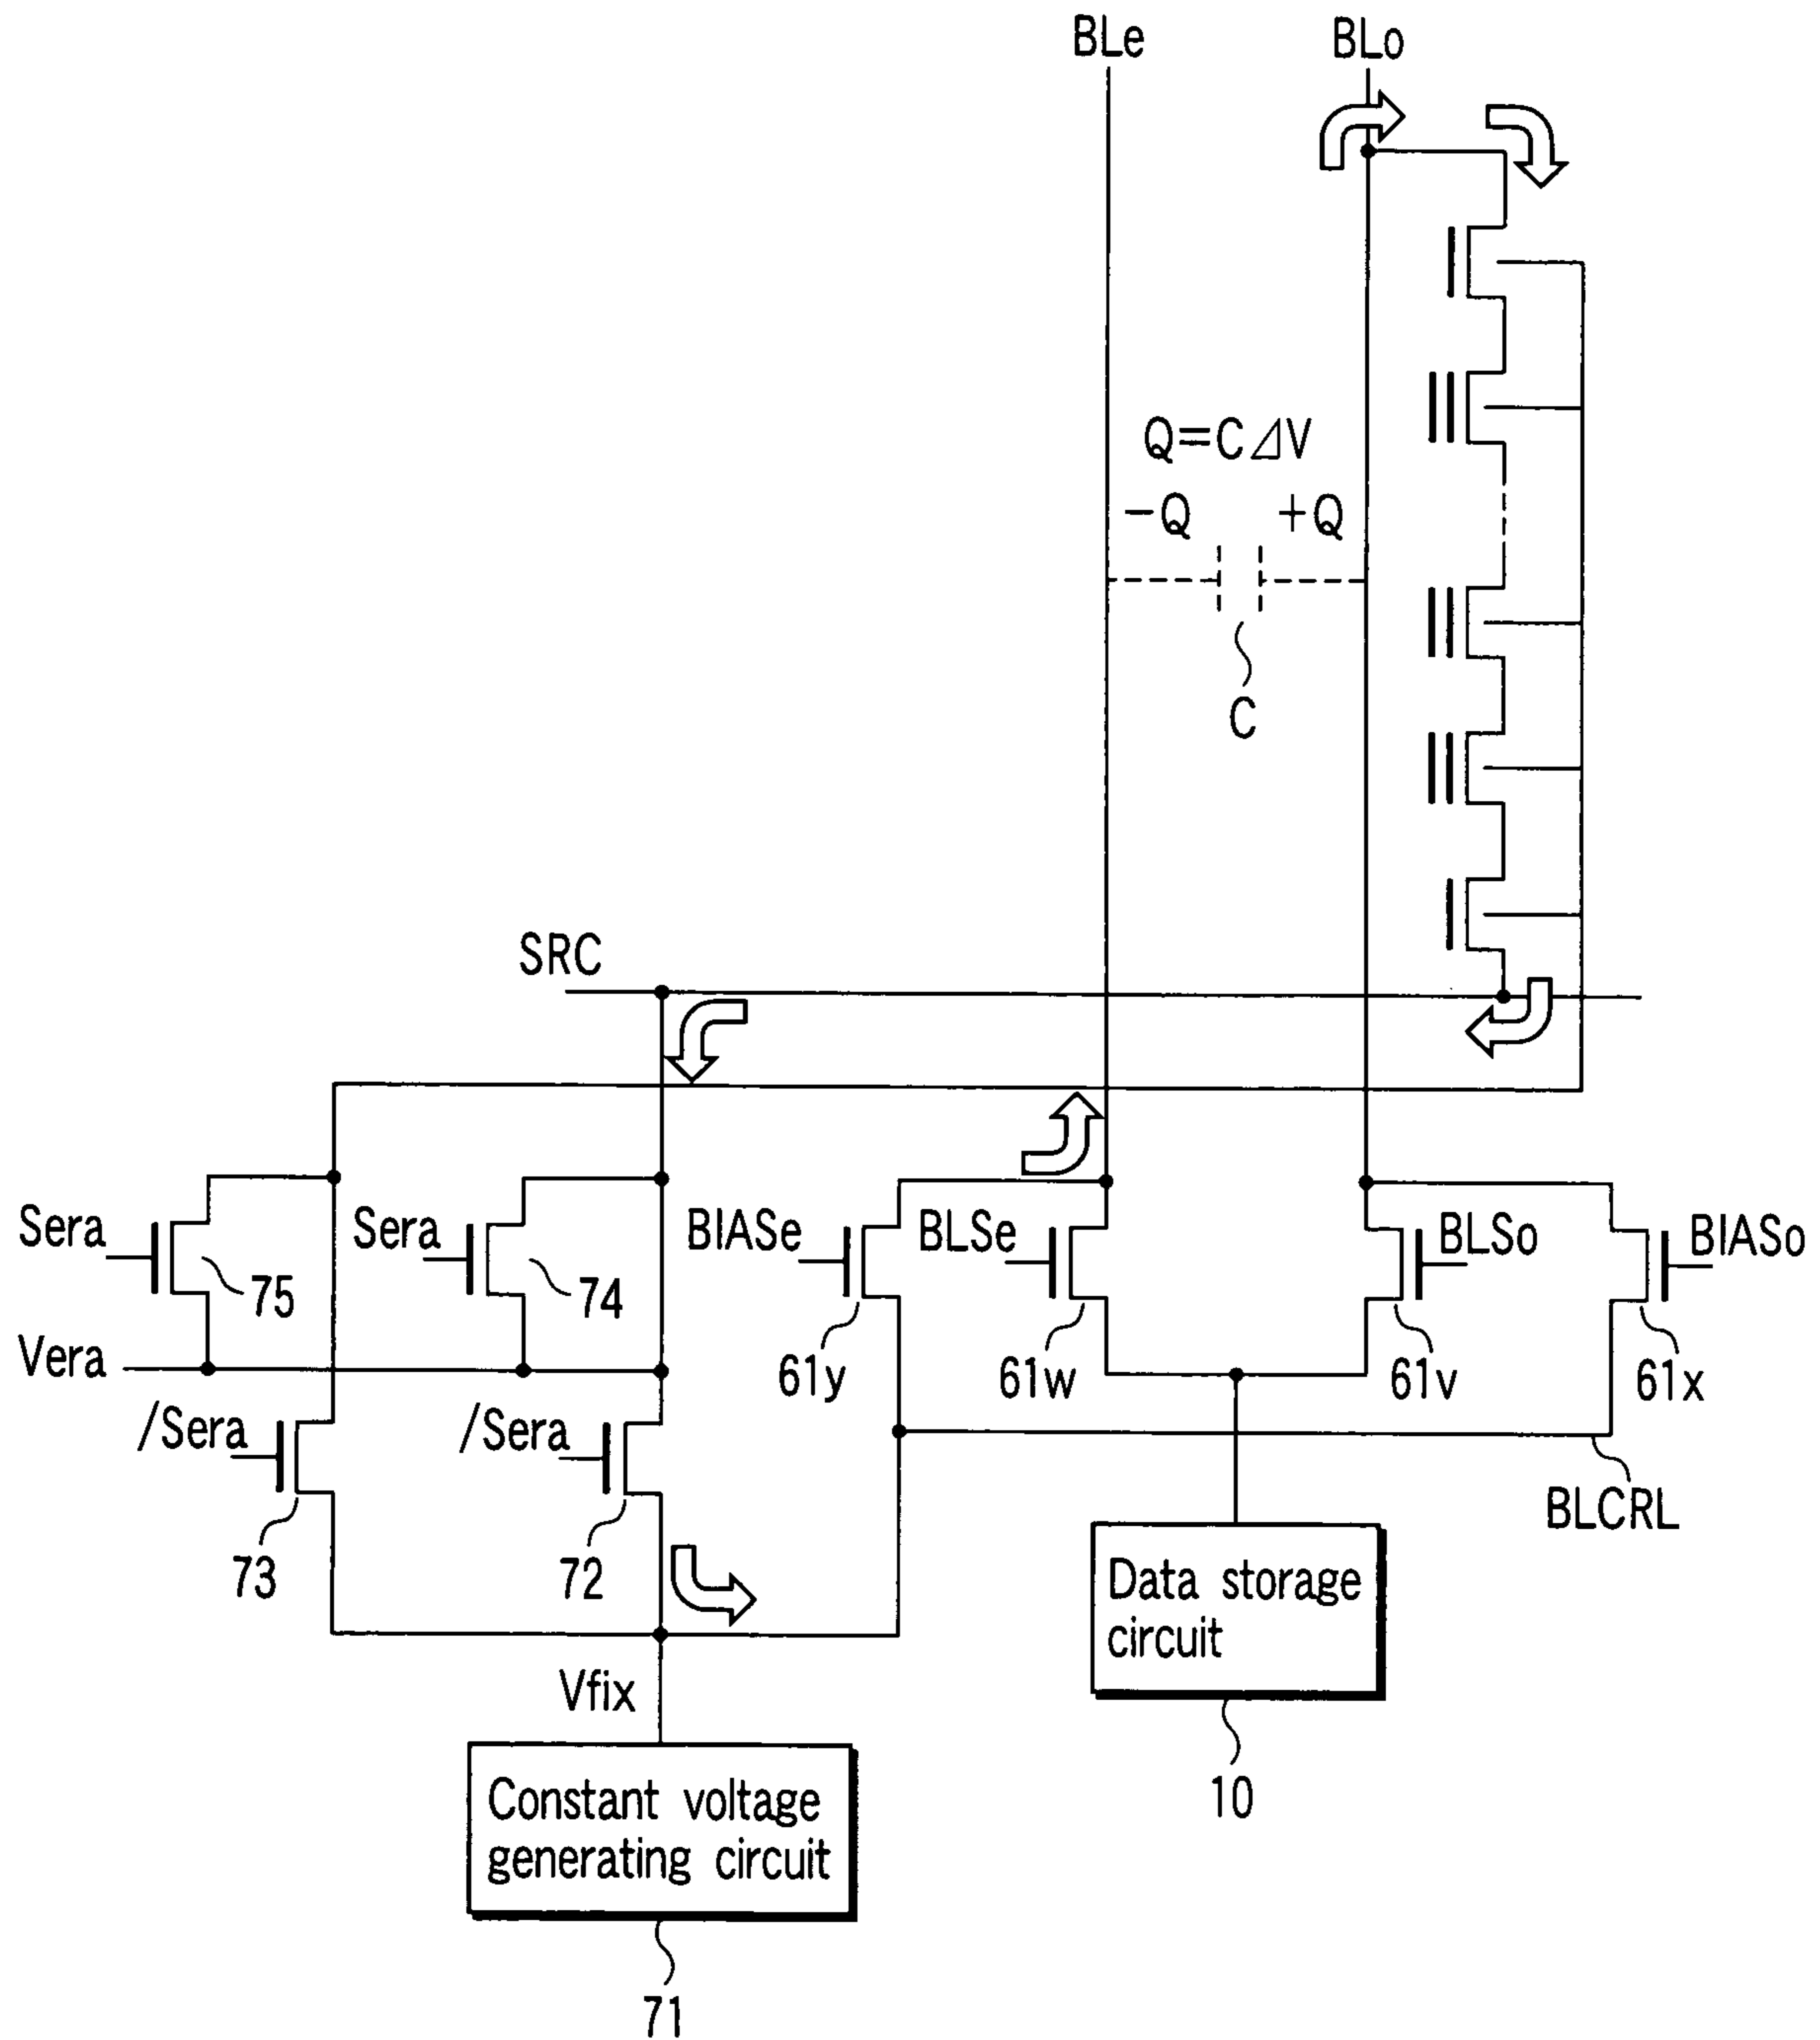 BLe
BLo
Q=C⊿V
−Q
+Q
C
SRC
Sera
Sera
BIASe
BLSe
BLSo
BIASo
75
74
Vera
61y
61w
61v
61x
/Sera
/Sera
BLCRL
73
72
Data storage
circuit
Vfix
10
Constant voltage
generating circuit
71